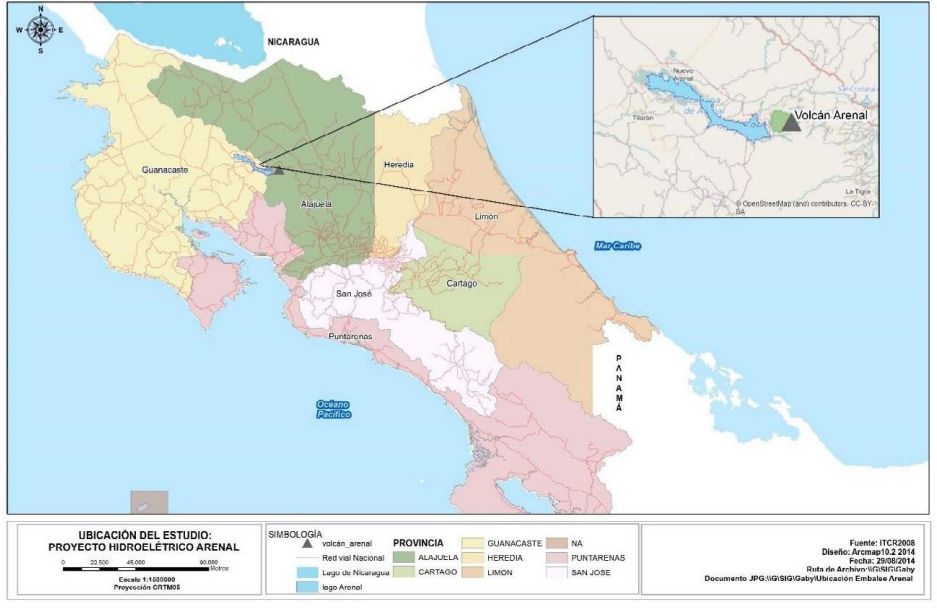 N
W E
S
NICARAGUA
Nuevo
Arenal
Tilarán
Volcán Arenal
La Tigra
© OpenStreetMap (and) contributors, CC-BY-
SA
Guanacaste
Heredia
Alajuela
Limón
Mar Caribe
Cartago
San José
Puntarenas
PANAMÁ
Océano
Pacífico
UBICACIÓN DEL ESTUDIO:
PROYECTO HIDROELÉTRICO ARENAL
0 22.500 45.000 90.000
Metros
Escala 1:1500000
Proyección CRTM05
SIMBOLOGÍA
volcán_arenal
Red vial Nacional
Lago de Nicaragua
lago Arenal
PROVINCIA
ALAJUELA
CARTAGO
GUANACASTE
HEREDIA
LIMON
NA
PUNTARENAS
SAN JOSE
Fuente: ITCR2008
Diseño: Arcmap10.2 2014
Fecha: 29/08/2014
Ruta de Archivo:\\G\SIG\Gaby
Documento JPG:\\G\SIG\Gaby\Ubicación Embalse Arenal